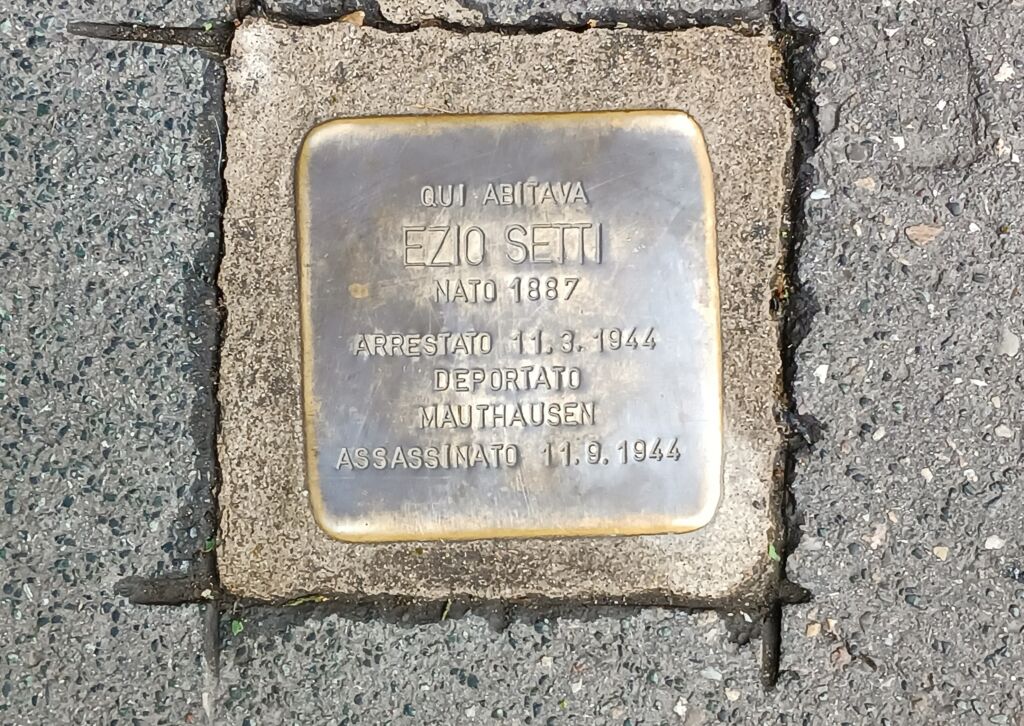 QUI ABITAVA
EZIO SETTI
NATO 1887
ARRESTATO 11.3.1944
DEPORTATO
MAUTHAUSEN
ASSASSINATO 11.9.1944